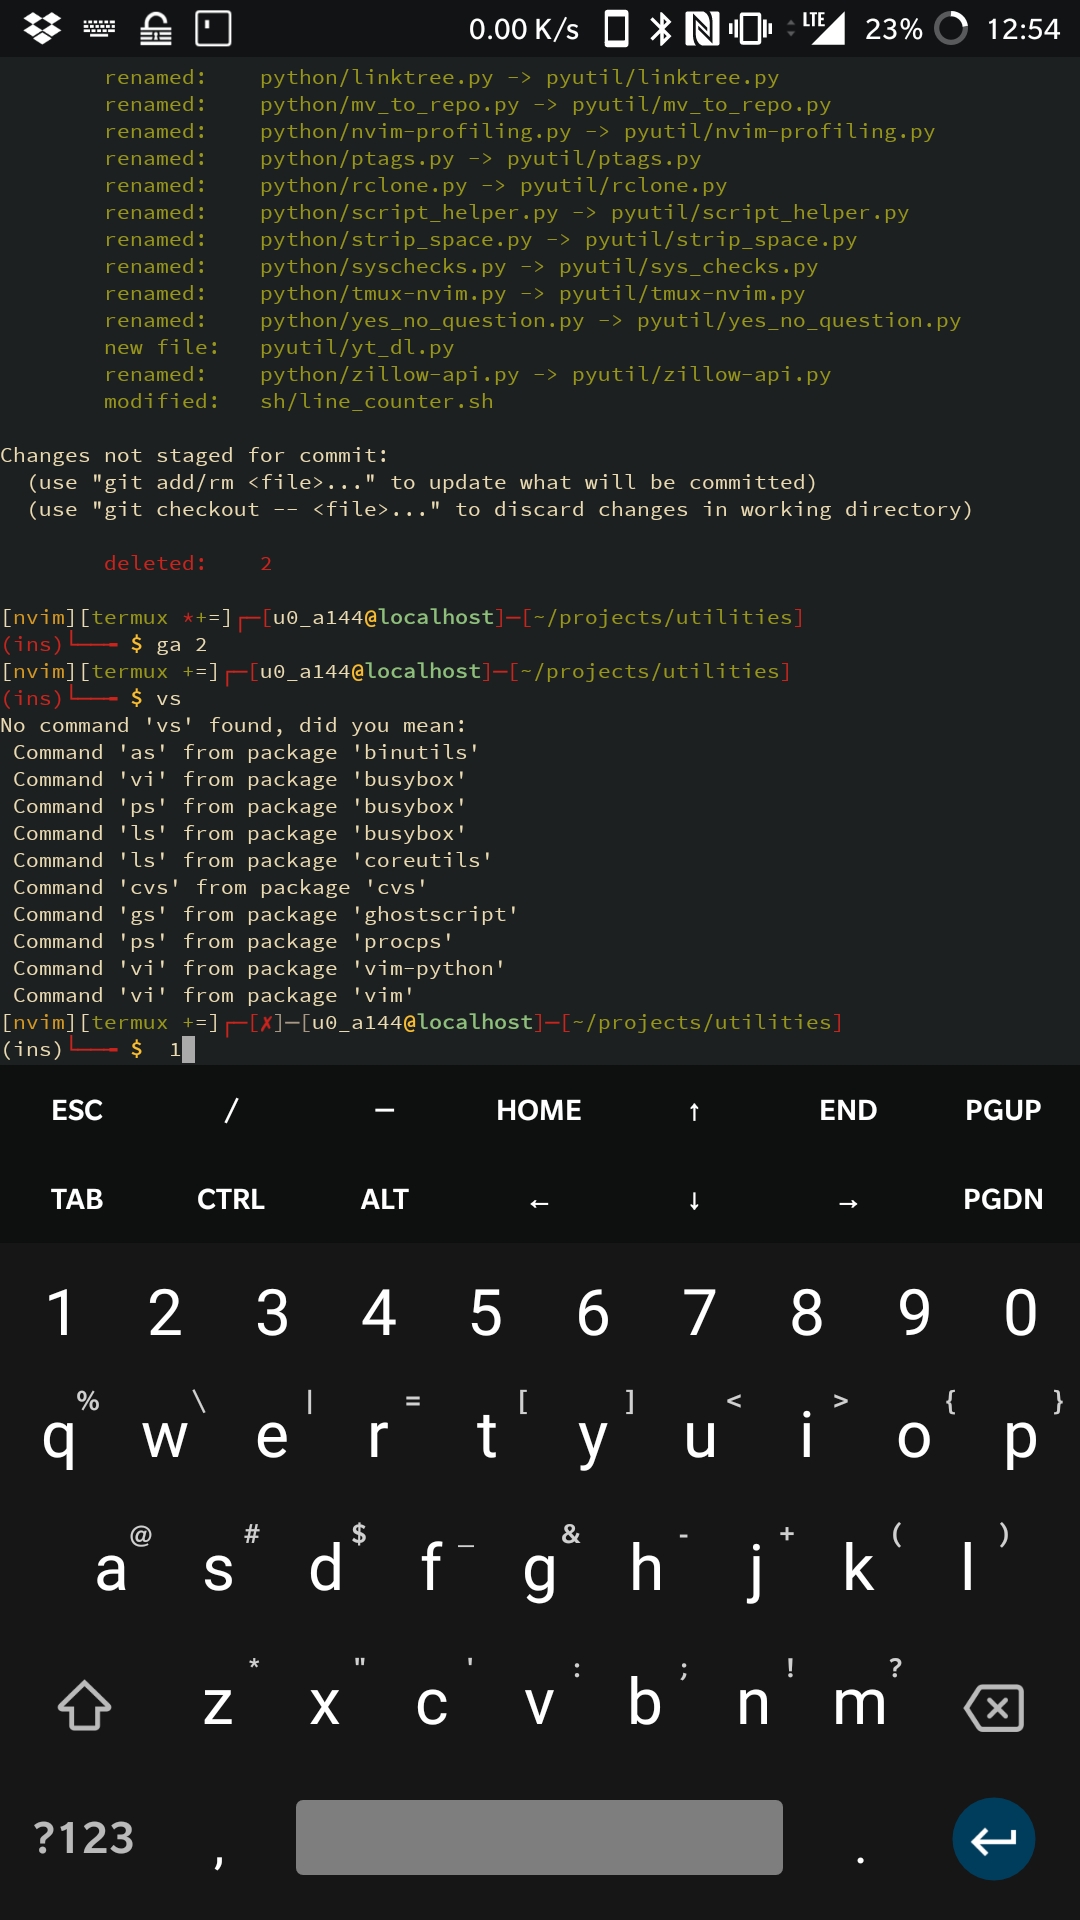 0.00 K/s LTE 23% 12:54
renamed:    python/linktree.py -> pyutil/linktree.py
renamed:    python/mv_to_repo.py -> pyutil/mv_to_repo.py
renamed:    python/nvim-profiling.py -> pyutil/nvim-profiling.py
renamed:    python/ptags.py -> pyutil/ptags.py
renamed:    python/rclone.py -> pyutil/rclone.py
renamed:    python/script_helper.py -> pyutil/script_helper.py
renamed:    python/strip_space.py -> pyutil/strip_space.py
renamed:    python/syschecks.py -> pyutil/sys_checks.py
renamed:    python/tmux-nvim.py -> pyutil/tmux-nvim.py
renamed:    python/yes_no_question.py -> pyutil/yes_no_question.py
new file:   pyutil/yt_dl.py
renamed:    python/zillow-api.py -> pyutil/zillow-api.py
modified:   sh/line_counter.sh
Changes not staged for commit:
(use "git add/rm <file>..." to update what will be committed)
(use "git checkout -- <file>..." to discard changes in working directory)
deleted:    2
[nvim][termux *+=]┌─[u0_a144@localhost]─[~/projects/utilities]
(ins)└──╼ $ ga 2
[nvim][termux +=]┌─[u0_a144@localhost]─[~/projects/utilities]
(ins)└──╼ $ vs
No command 'vs' found, did you mean:
Command 'as' from package 'binutils'
Command 'vi' from package 'busybox'
Command 'ps' from package 'busybox'
Command 'ls' from package 'busybox'
Command 'ls' from package 'coreutils'
Command 'cvs' from package 'cvs'
Command 'gs' from package 'ghostscript'
Command 'ps' from package 'procps'
Command 'vi' from package 'vim-python'
Command 'vi' from package 'vim'
[nvim][termux +=]┌─[✗]─[u0_a144@localhost]─[~/projects/utilities]
(ins)└──╼ $  1
ESC / — HOME ↑ END PGUP
TAB CTRL ALT ← ↓ → PGDN
1 2 3 4 5 6 7 8 9 0
% \ | = [ ] < > { }
q w e r t y u i o p
@ # $ _ & - + ( )
a s d f g h j k l
* " ' : ; ! ?
z x c v b n m
?123 , .